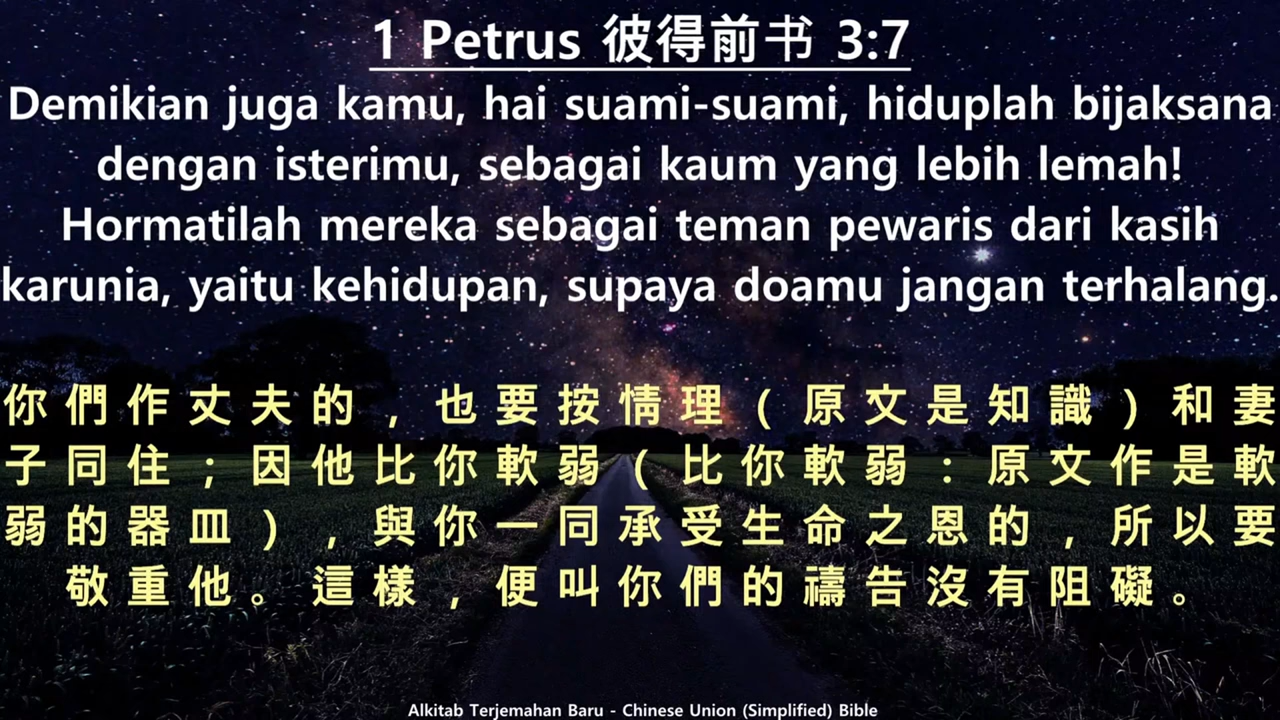 1 Petrus 彼得前书 3:7
Demikian juga kamu, hai suami-suami, hiduplah bijaksana
dengan isterimu, sebagai kaum yang lebih lemah!
Hormatilah mereka sebagai teman pewaris dari kasih
karunia, yaitu kehidupan, supaya doamu jangan terhalang.
你們作丈夫的，也要按情理(原文是知識)和妻
子同住；因他比你軟弱(比你軟弱：原文作是軟
弱的器皿)，與你一同承受生命之恩的，所以要
敬重他。這樣，便叫你們的禱告沒有阻礙。
Alkitab Terjemahan Baru - Chinese Union (Simplified) Bible